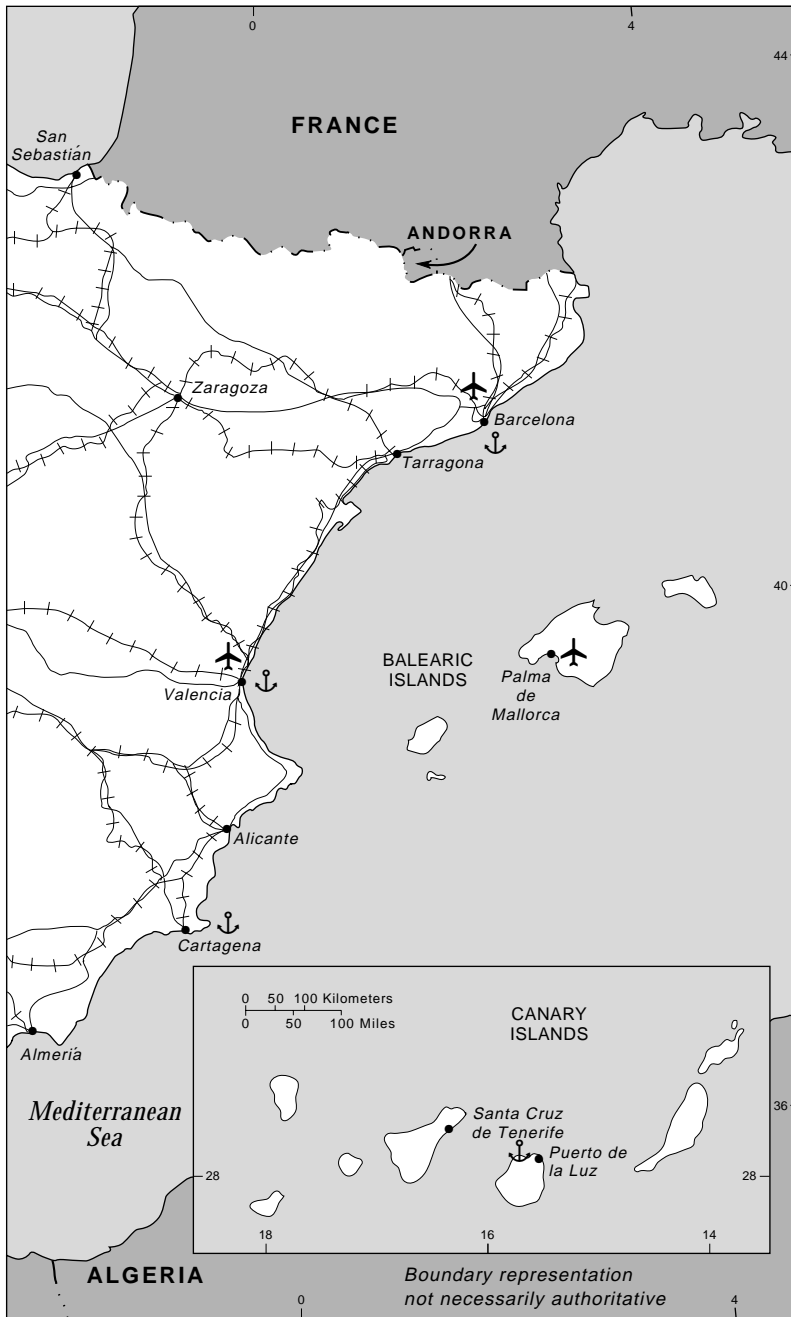 0
4
44
FRANCE
San
Sebastián
ANDORRA
Zaragoza
Barcelona
Tarragona
40
BALEARIC
ISLANDS
Palma
de
Mallorca
Valencia
Alicante
Cartagena
0 50 100 Kilometers
0 50 100 Miles
CANARY
ISLANDS
Almería
Mediterranean
Sea
36
Santa Cruz
de Tenerife
Puerto de
la Luz
28
28
18
16
14
ALGERIA
Boundary representation
not necessarily authoritative
0
4